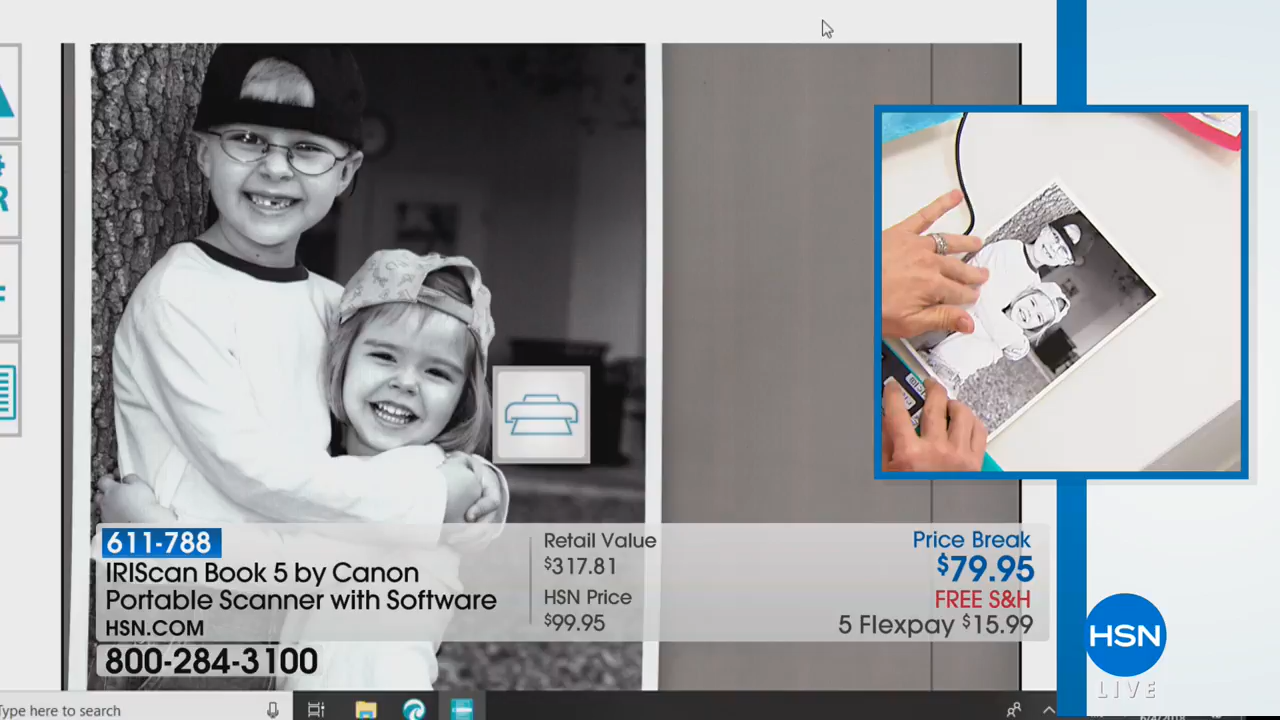 611-788
IRIScan Book 5 by Canon
Portable Scanner with Software
HSN.COM
800-284-3100
Retail Value
$317.81
HSN Price
$99.95
Price Break
$79.95
FREE S&H
5 Flexpay $15.99
HSN
LIVE
Type here to search